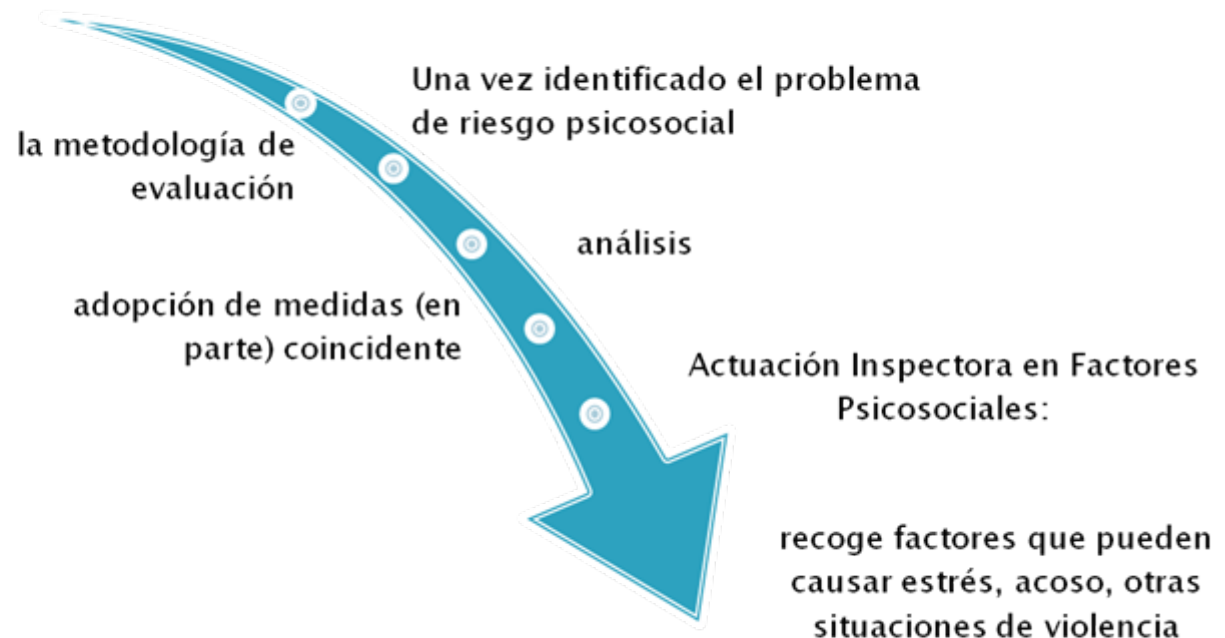 Una vez identificado el problema
de riesgo psicosocial
la metodología de
evaluación
análisis
adopción de medidas (en
parte) coincidente
Actuación Inspectora en Factores
Psicosociales:
recoge factores que pueden
causar estrés, acoso, otras
situaciones de violencia